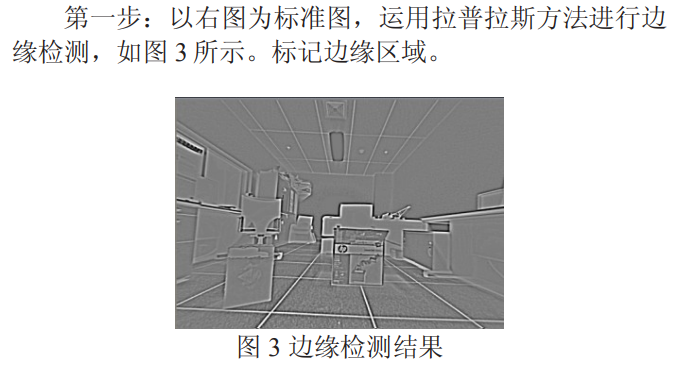 第一步：以右图为标准图，运用拉普拉斯方法进行边
缘检测，如图 3 所示。标记边缘区域。
hp
图 3 边缘检测结果